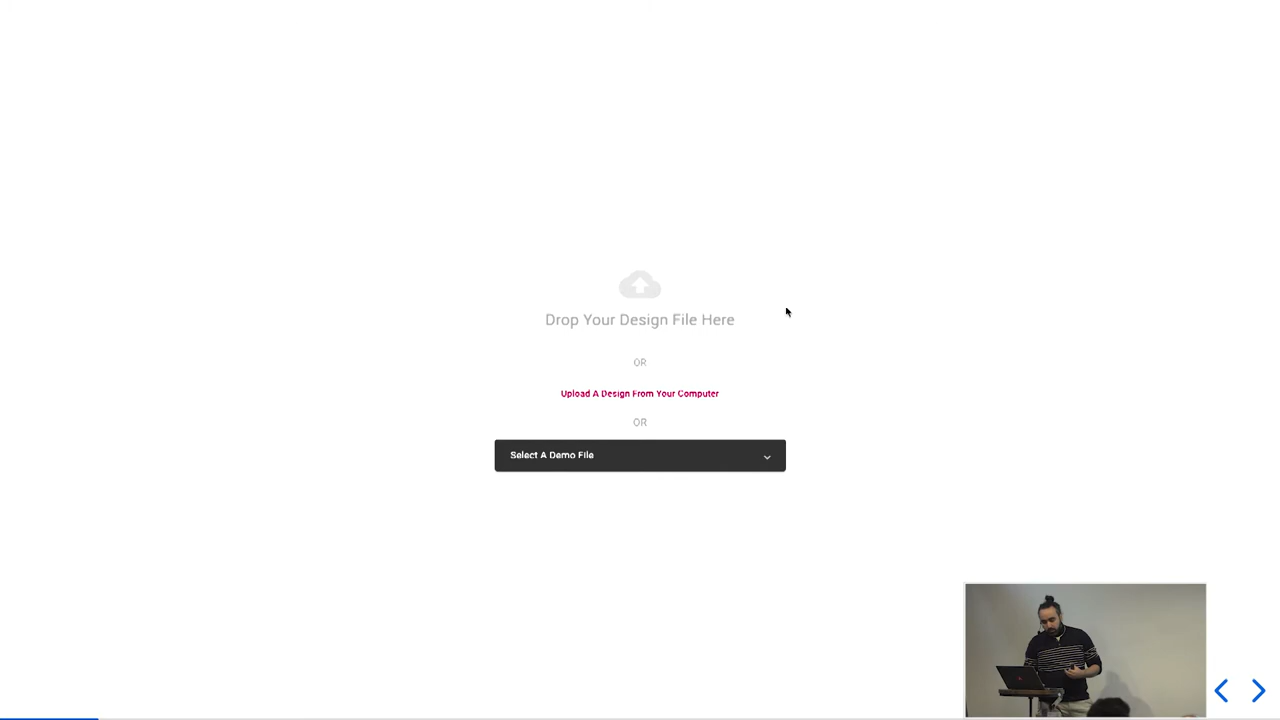 Drop Your Design File Here
OR
Upload A Design From Your Computer
OR
Select A Demo File